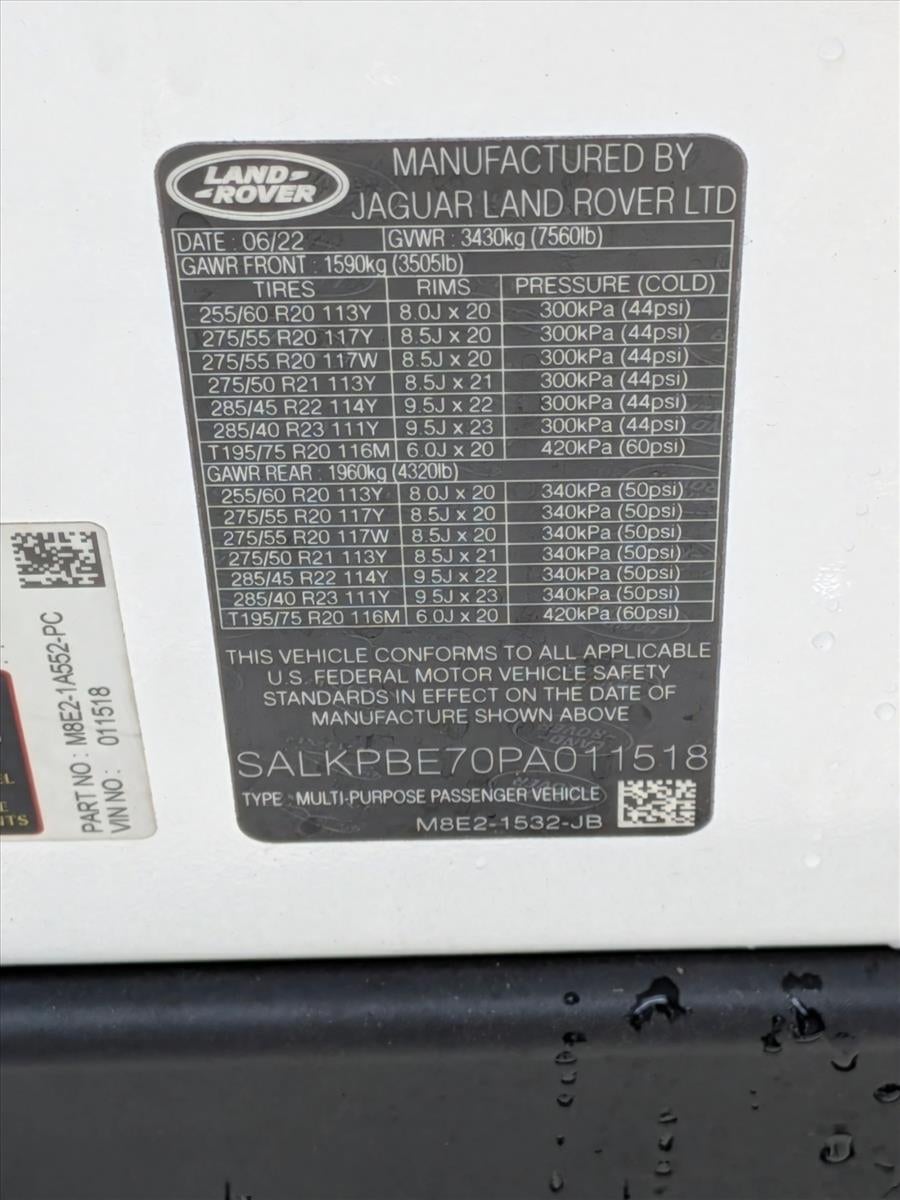 LAND-
-ROVER
MANUFACTURED BY
JAGUAR LAND ROVER LTD
DATE : 06/22 GVWR : 3430kg (7560lb)
GAWR FRONT : 1590kg (3505lb)
TIRES RIMS PRESSURE (COLD)
255/60 R20 113Y 8.0J x 20 300kPa (44psi)
275/55 R20 117Y 8.5J x 20 300kPa (44psi)
275/55 R20 117W 8.5J x 20 300kPa (44psi)
275/50 R21 113Y 8.5J x 21 300kPa (44psi)
285/45 R22 114Y 9.5J x 22 300kPa (44psi)
285/40 R23 111Y 9.5J x 23 300kPa (44psi)
T195/75 R20 116M 6.0J x 20 420kPa (60psi)
GAWR REAR : 1960kg (4320lb)
255/60 R20 113Y 8.0J x 20 340kPa (50psi)
275/55 R20 117Y 8.5J x 20 340kPa (50psi)
275/55 R20 117W 8.5J x 20 340kPa (50psi)
275/50 R21 113Y 8.5J x 21 340kPa (50psi)
285/45 R22 114Y 9.5J x 22 340kPa (50psi)
285/40 R23 111Y 9.5J x 23 340kPa (50psi)
T195/75 R20 116M 6.0J x 20 420kPa (60psi)
THIS VEHICLE CONFORMS TO ALL APPLICABLE
U.S. FEDERAL MOTOR VEHICLE SAFETY
STANDARDS IN EFFECT ON THE DATE OF
MANUFACTURE SHOWN ABOVE
SALKPBE70PA011518
TYPE : MULTI-PURPOSE PASSENGER VEHICLE
M8E2-1532-JB
PART NO : M8E2-1A552-PC
VIN NO : 011518